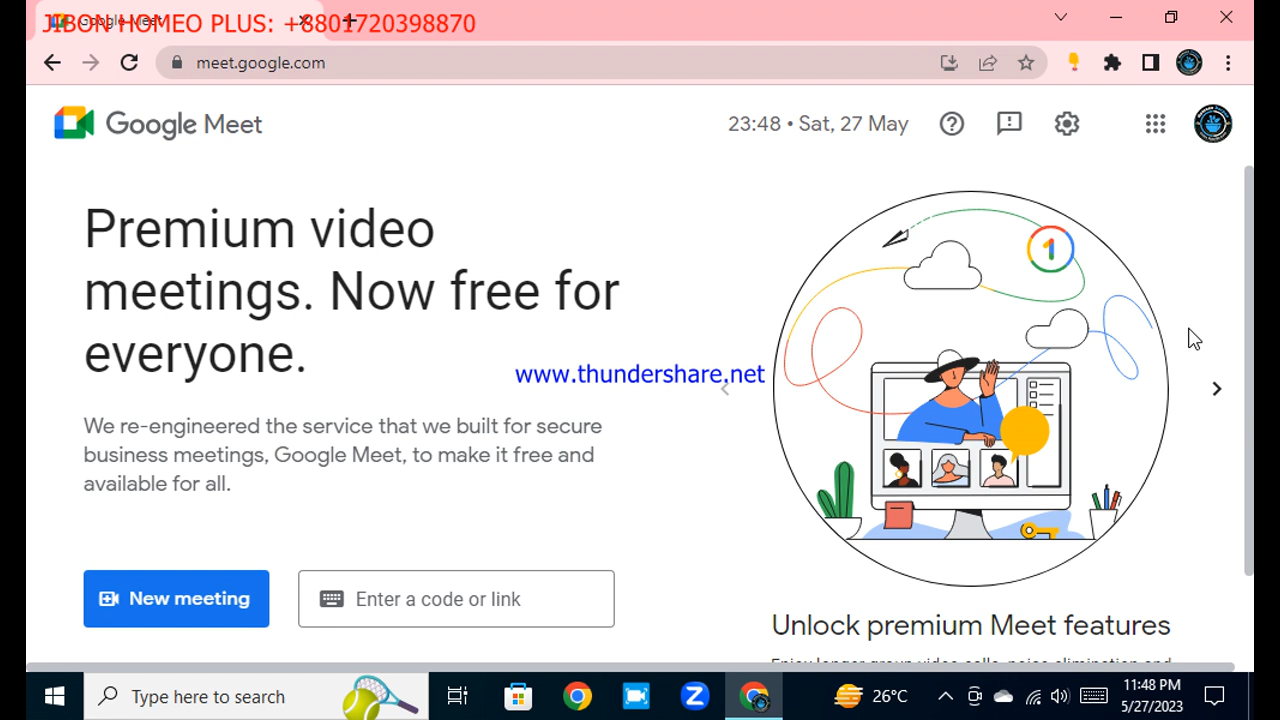 JIBON HOMEO PLUS: +8801720398870
meet.google.com
Google Meet
23:48 • Sat, 27 May
1
Premium video
meetings. Now free for
everyone.
www.thundershare.net
We re-engineered the service that we built for secure
business meetings, Google Meet, to make it free and
available for all.
New meeting
Enter a code or link
Unlock premium Meet features
Type here to search
26°C
11:48 PM
5/27/2023